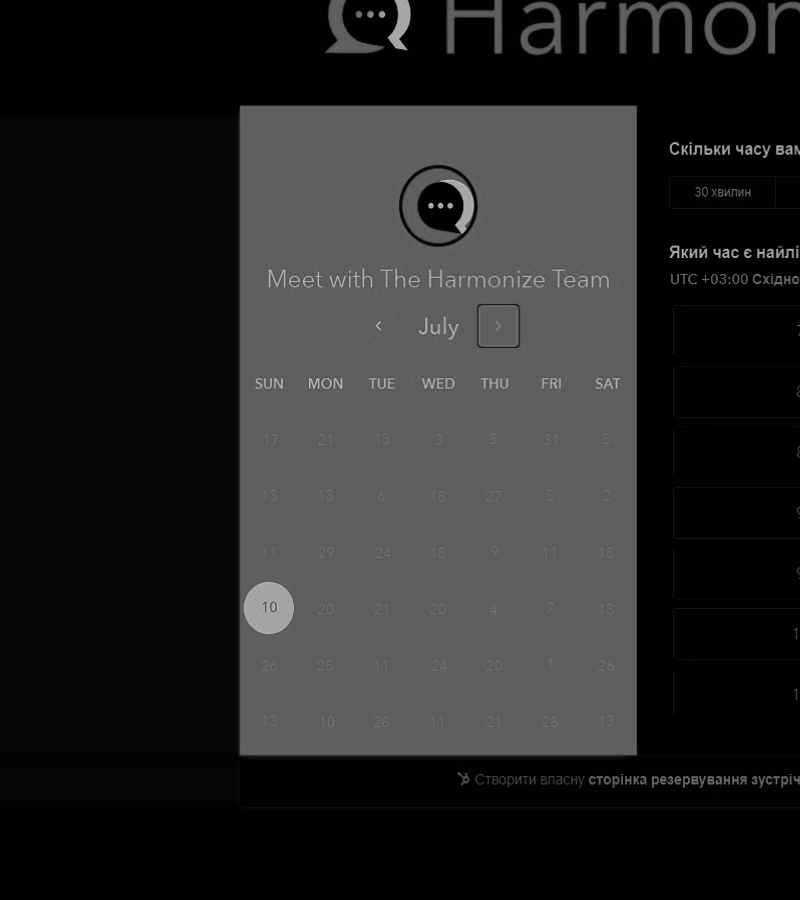 Harmon
Meet with The Harmonize Team
July
SUN MON TUE WED THU FRI SAT
17 21 13 3 5 31 5
13 13 6 18 27 5 2
11 29 24 18 9 11 18
10 20 21 20 4 7 18
26 25 11 24 20 1 26
13 10 28 11 21 28 13
Скільки часу вам
30 хвилин
Який час є найлі
UTC +03:00 Східно
Створити власну сторінка резервування зустріч